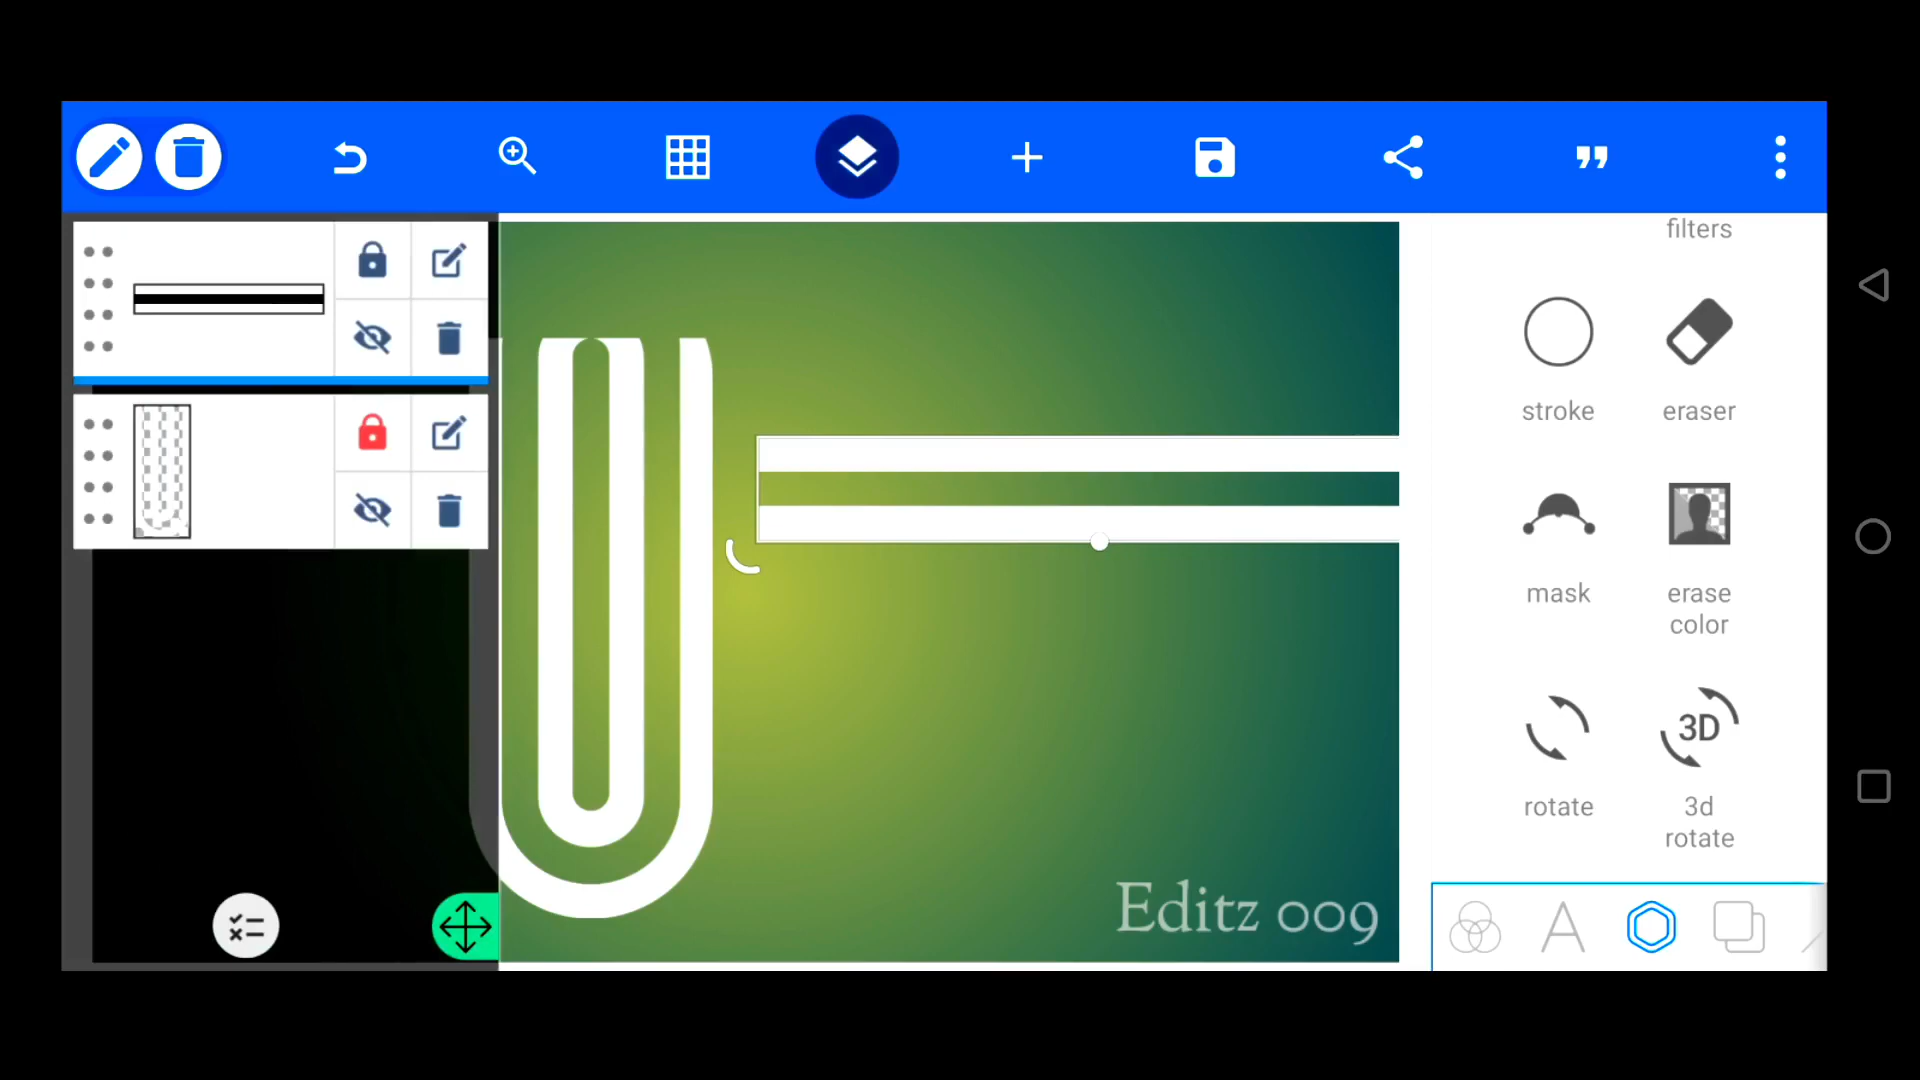 filters
stroke
eraser
mask
erase
color
3D
rotate
3d
rotate
Editz 009